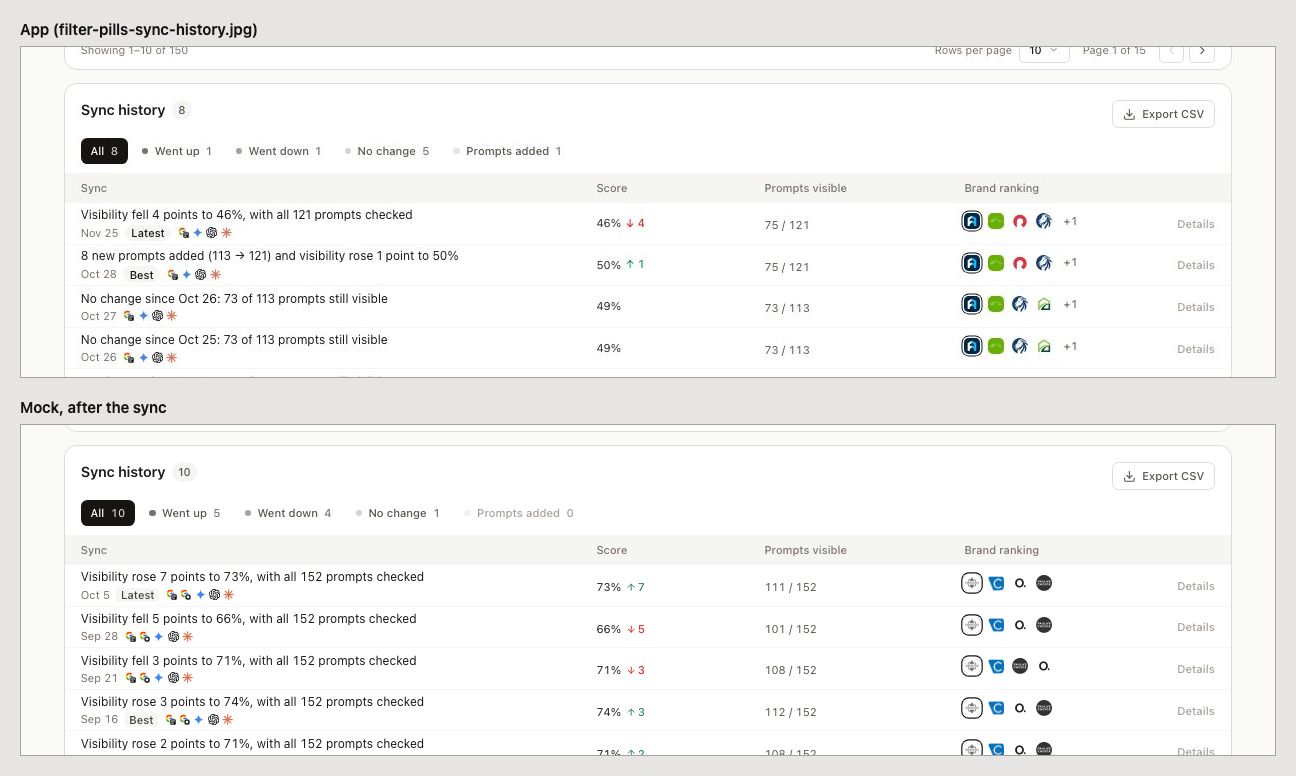 App (filter-pills-sync-history.jpg)
Showing 1–10 of 150 Rows per page 10 Page 1 of 15
Sync history 8 Export CSV
All 8 Went up 1 Went down 1 No change 5 Prompts added 1
Sync Score Prompts visible Brand ranking
Visibility fell 4 points to 46%, with all 121 prompts checked
46% ↓ 4 75 / 121 +1 Details
Nov 25 Latest
8 new prompts added (113 → 121) and visibility rose 1 point to 50%
50% ↑ 1 75 / 121 +1 Details
Oct 28 Best
No change since Oct 26: 73 of 113 prompts still visible
49% 73 / 113 +1 Details
Oct 27
No change since Oct 25: 73 of 113 prompts still visible
49% 73 / 113 +1 Details
Oct 26
Mock, after the sync
Sync history 10 Export CSV
All 10 Went up 5 Went down 4 No change 1 Prompts added 0
Sync Score Prompts visible Brand ranking
Visibility rose 7 points to 73%, with all 152 prompts checked
73% ↑ 7 111 / 152 Details
Oct 5 Latest
Visibility fell 5 points to 66%, with all 152 prompts checked
66% ↓ 5 101 / 152 Details
Sep 28
Visibility fell 3 points to 71%, with all 152 prompts checked
71% ↓ 3 108 / 152 Details
Sep 21
Visibility rose 3 points to 74%, with all 152 prompts checked
74% ↑ 3 112 / 152 Details
Sep 16 Best
Visibility rose 2 points to 71%, with all 152 prompts checked
71% ↑ 2 108 / 152 Details